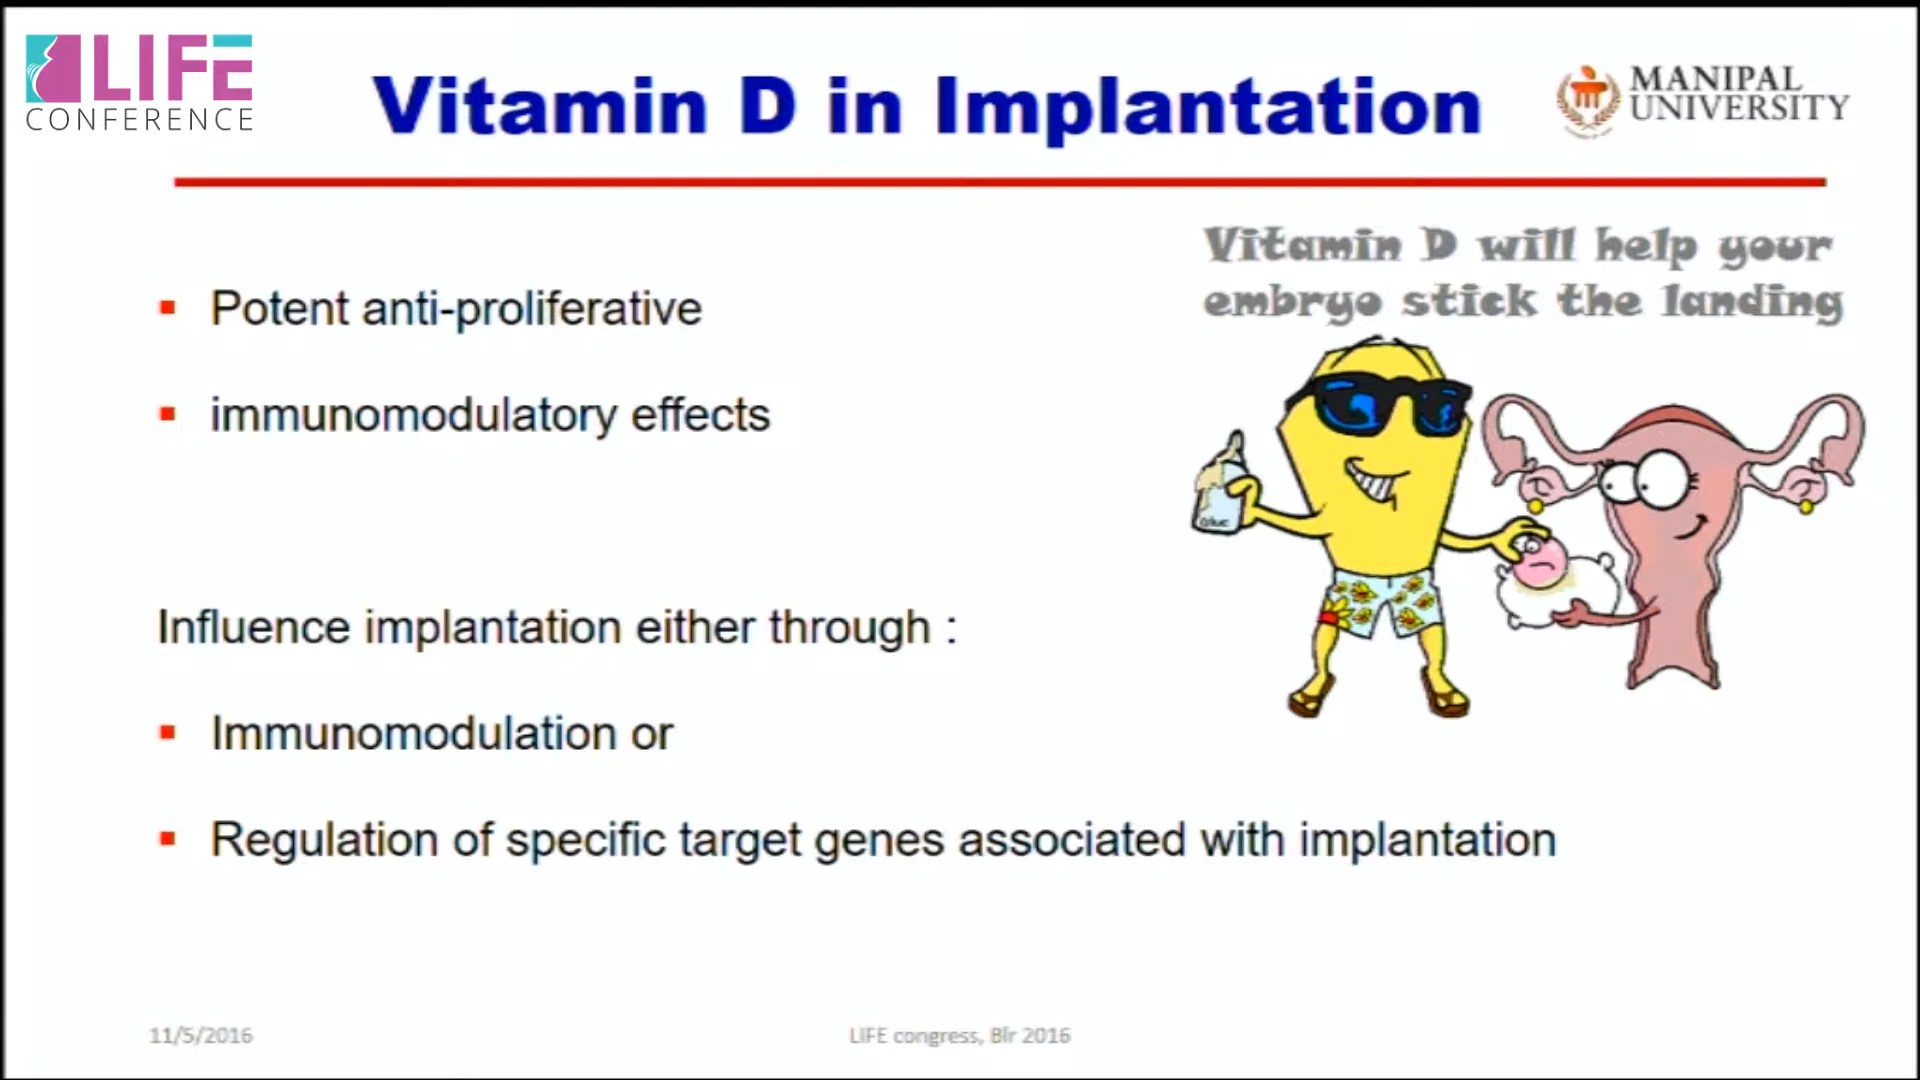 LIFE
CONFERENCE
Vitamin D in Implantation
MANIPAL
UNIVERSITY
Vitamin D will help your
embryo stick the landing
Potent anti-proliferative
immunomodulatory effects
Glue
Influence implantation either through :
Immunomodulation or
Regulation of specific target genes associated with implantation
11/5/2016
LIFE congress, Blr 2016